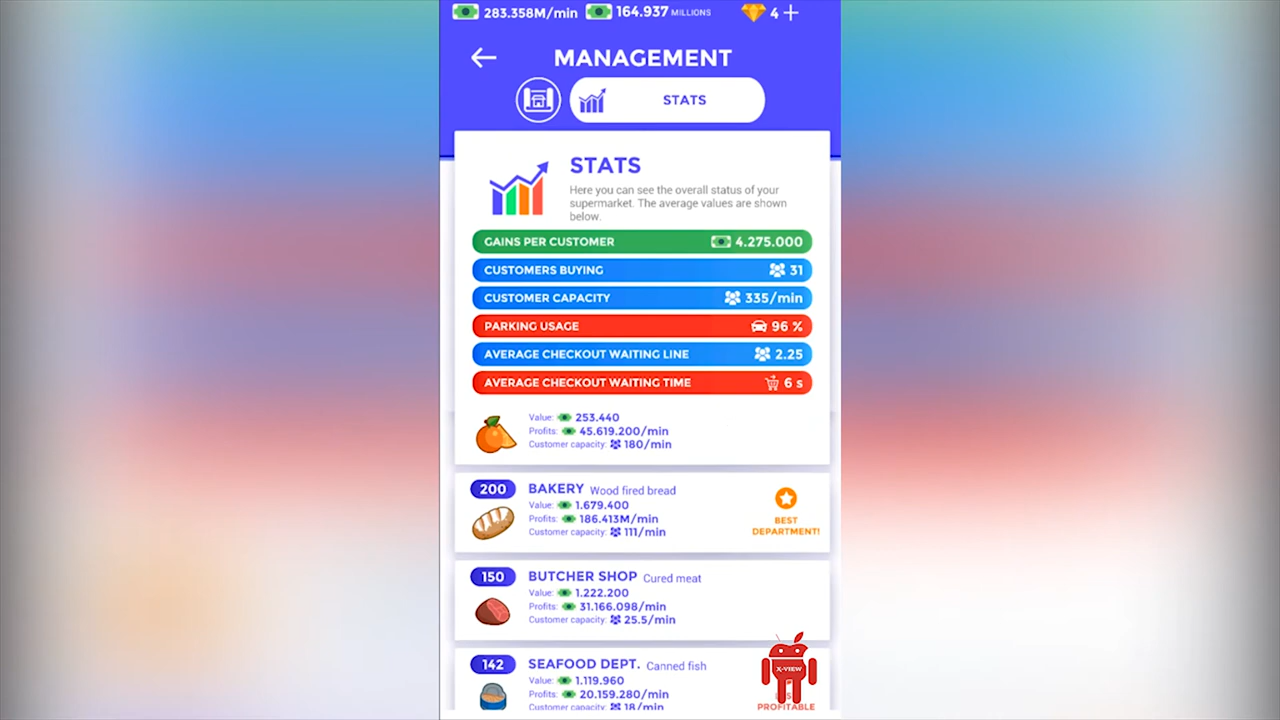 283.358M/min 164.937 MILLIONS 4
MANAGEMENT
STATS
STATS
Here you can see the overall status of your
supermarket. The average values are shown
below.
GAINS PER CUSTOMER 4.275.000
CUSTOMERS BUYING 31
CUSTOMER CAPACITY 335/min
PARKING USAGE 96 %
AVERAGE CHECKOUT WAITING LINE 2.25
AVERAGE CHECKOUT WAITING TIME 6 s
Value: 253.440
Profits: 45.619.200/min
Customer capacity: 180/min
200 BAKERY Wood fired bread
Value: 1.679.400
Profits: 186.413M/min
Customer capacity: 111/min
BEST
DEPARTMENT!
150 BUTCHER SHOP Cured meat
Value: 1.222.200
Profits: 31.166.098/min
Customer capacity: 25.5/min
142 SEAFOOD DEPT. Canned fish
Value: 1.119.960
Profits: 20.159.280/min
Customer capacity: 18/min
X-VIEW
PROFITABLE